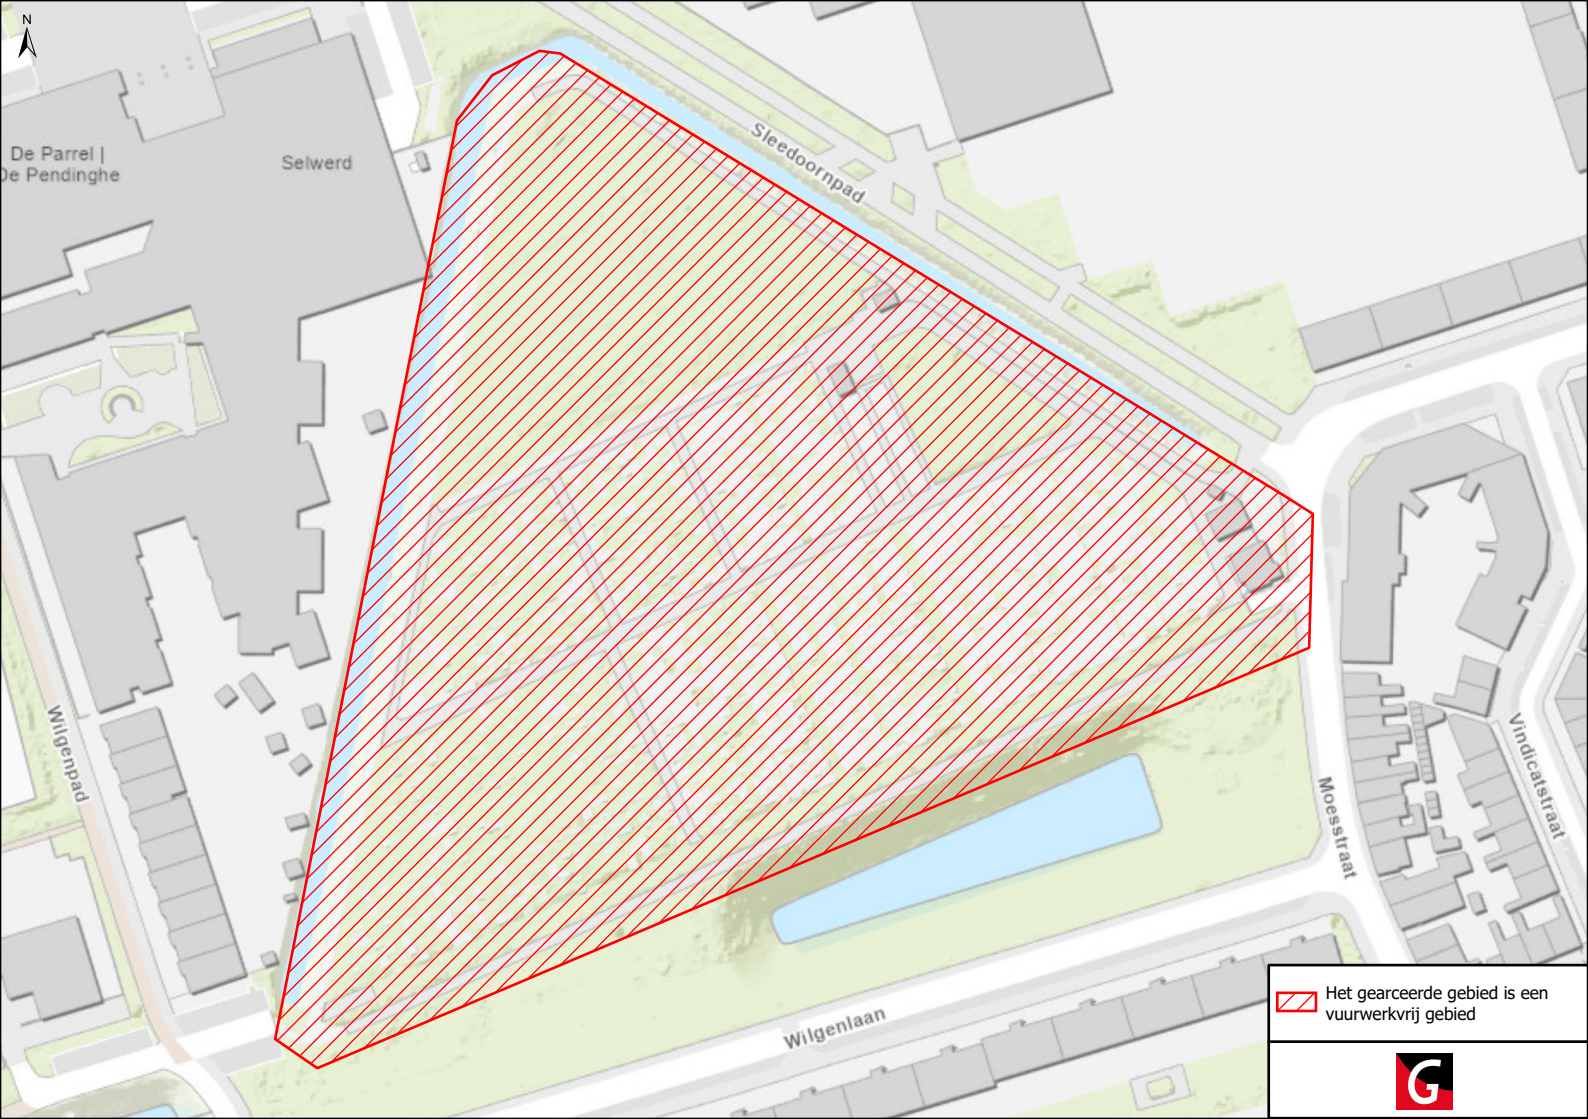 N
De Parrel |
De Pendinghe
Selwerd
Sleedoornpad
Wilgenpad
Moesstraat
Vindicatstraat
Wilgenlaan
Het gearceerde gebied is een
vuurwerkvrij gebied
G